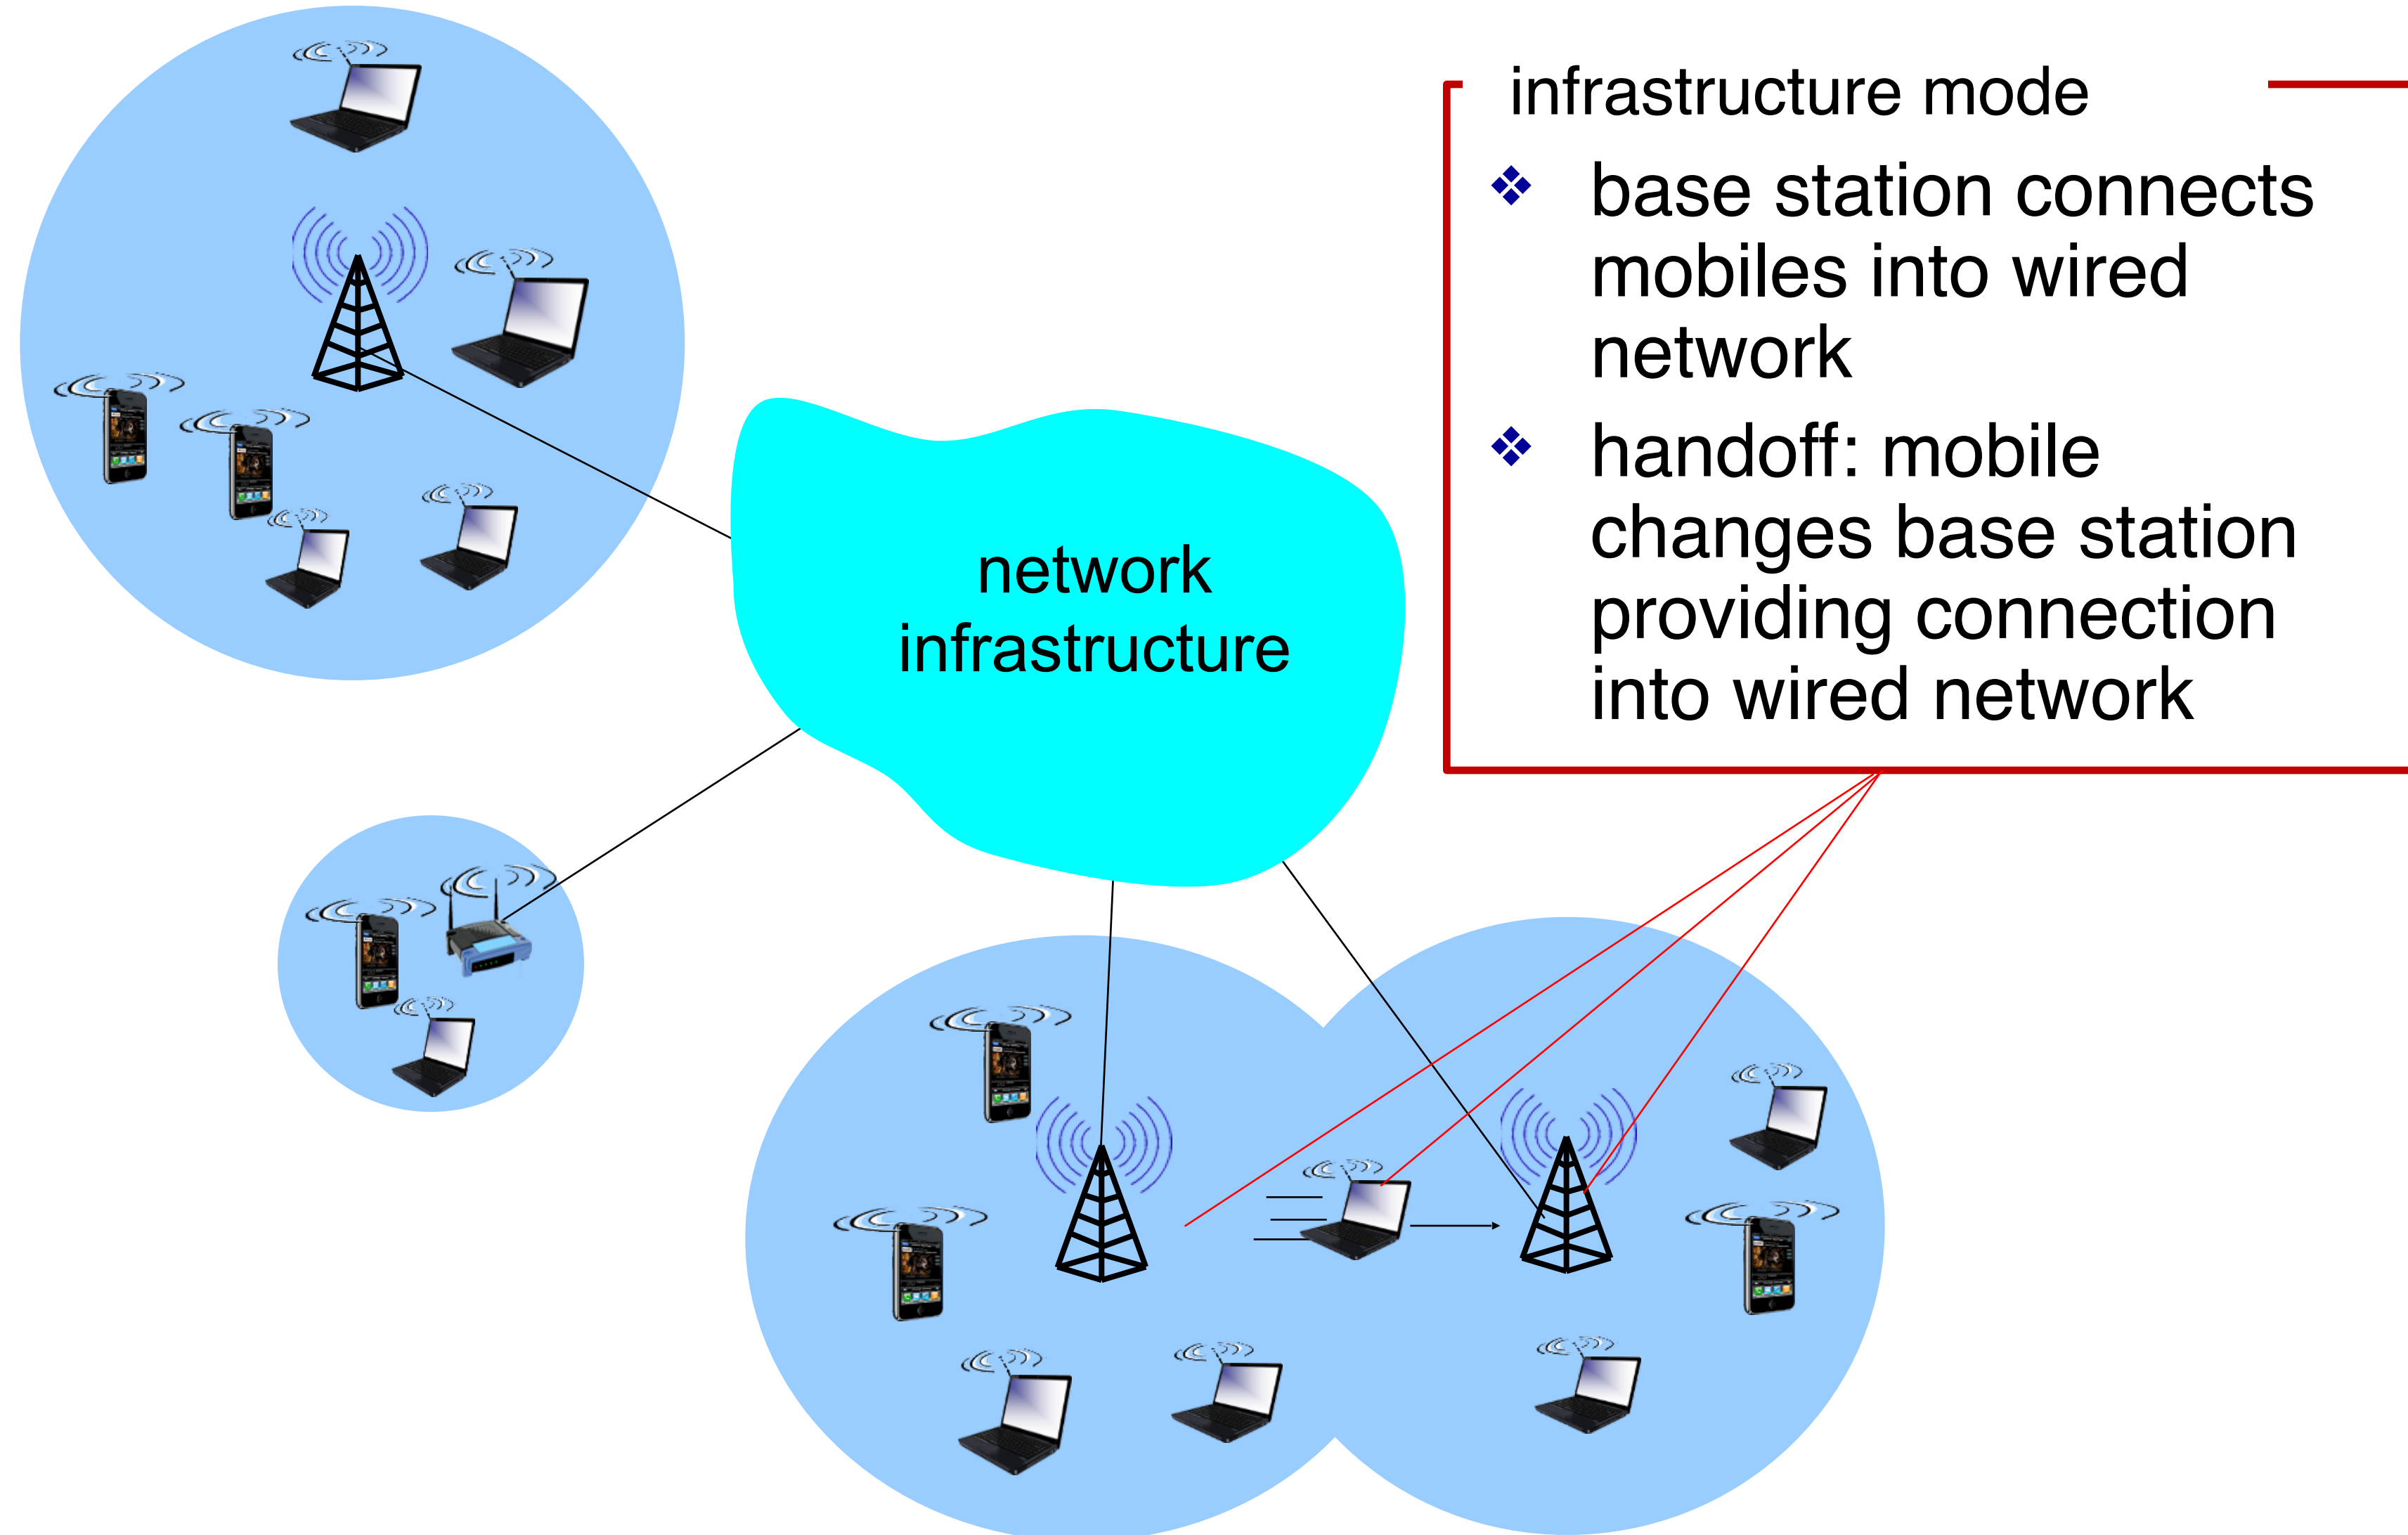 infrastructure mode
❖ base station connects
mobiles into wired
network
❖ handoff: mobile
changes base station
providing connection
into wired network
network
infrastructure